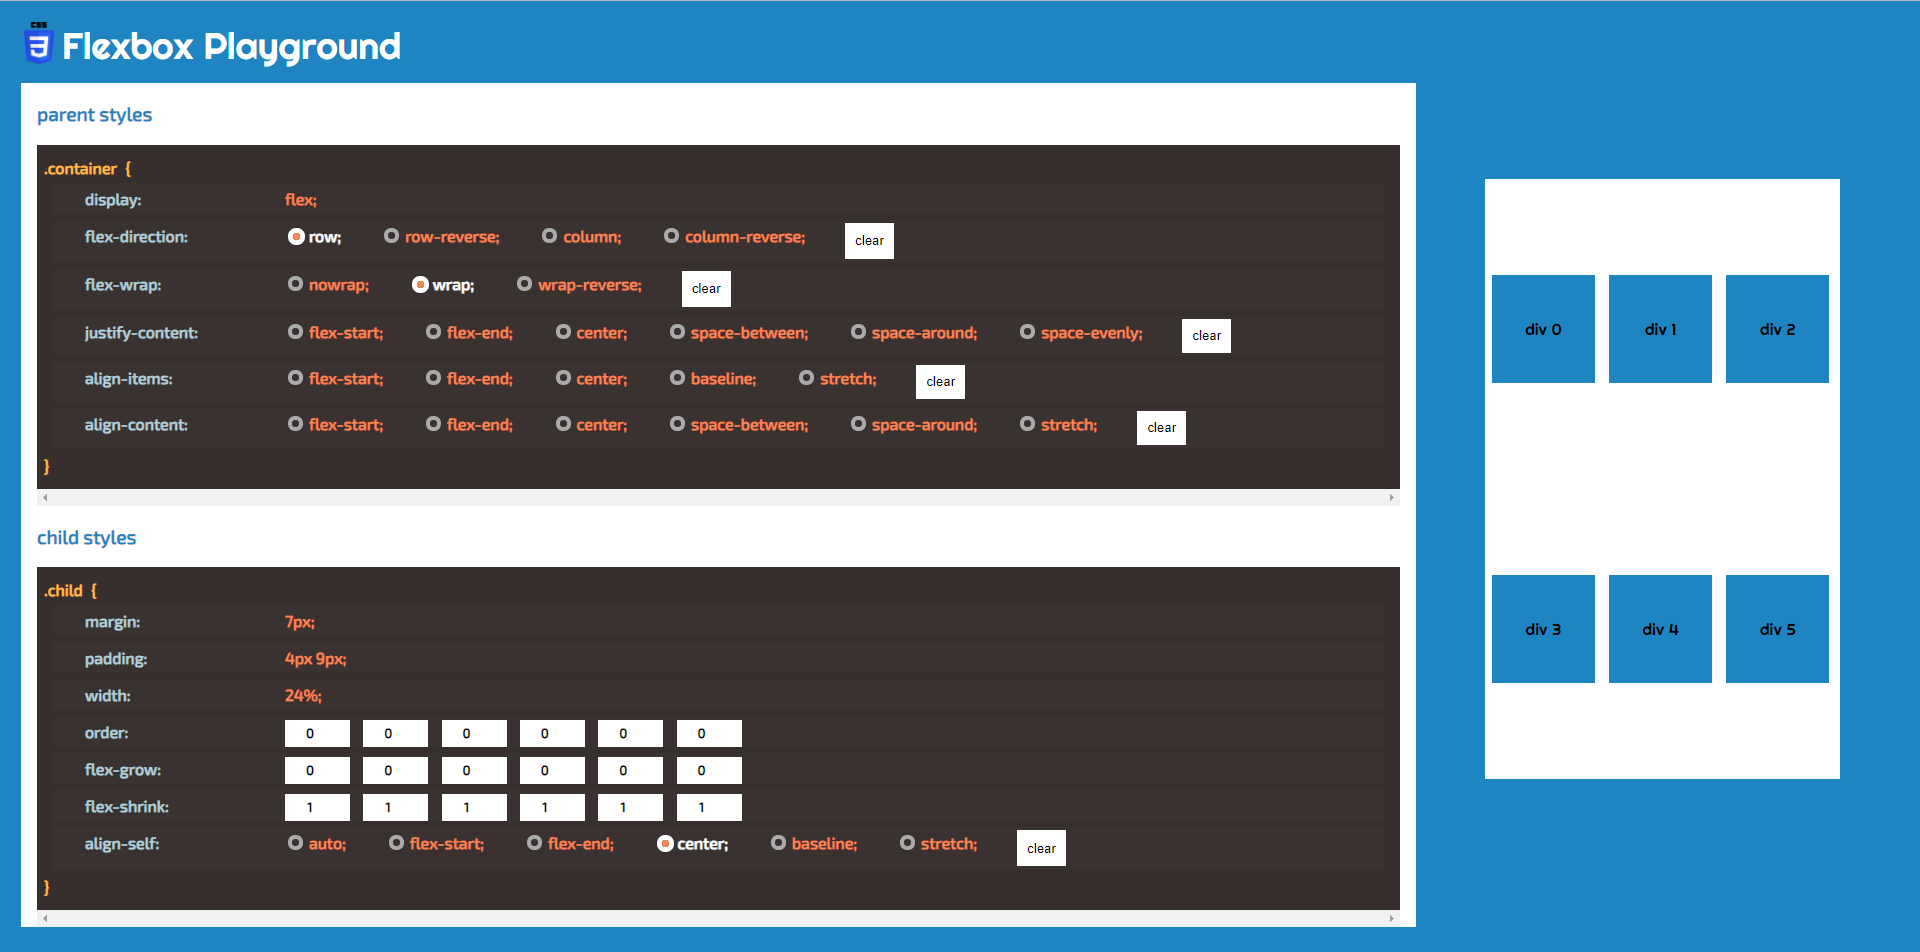 CSS
3
Flexbox Playground
parent styles
.container {
display: flex;
flex-direction: row; row-reverse; column; column-reverse; clear
flex-wrap: nowrap; wrap; wrap-reverse; clear
justify-content: flex-start; flex-end; center; space-between; space-around; space-evenly; clear
align-items: flex-start; flex-end; center; baseline; stretch; clear
align-content: flex-start; flex-end; center; space-between; space-around; stretch; clear
}
child styles
.child {
margin: 7px;
padding: 4px 9px;
width: 24%;
order: 0 0 0 0 0 0
flex-grow: 0 0 0 0 0 0
flex-shrink: 1 1 1 1 1 1
align-self: auto; flex-start; flex-end; center; baseline; stretch; clear
}
div 0 div 1 div 2
div 3 div 4 div 5